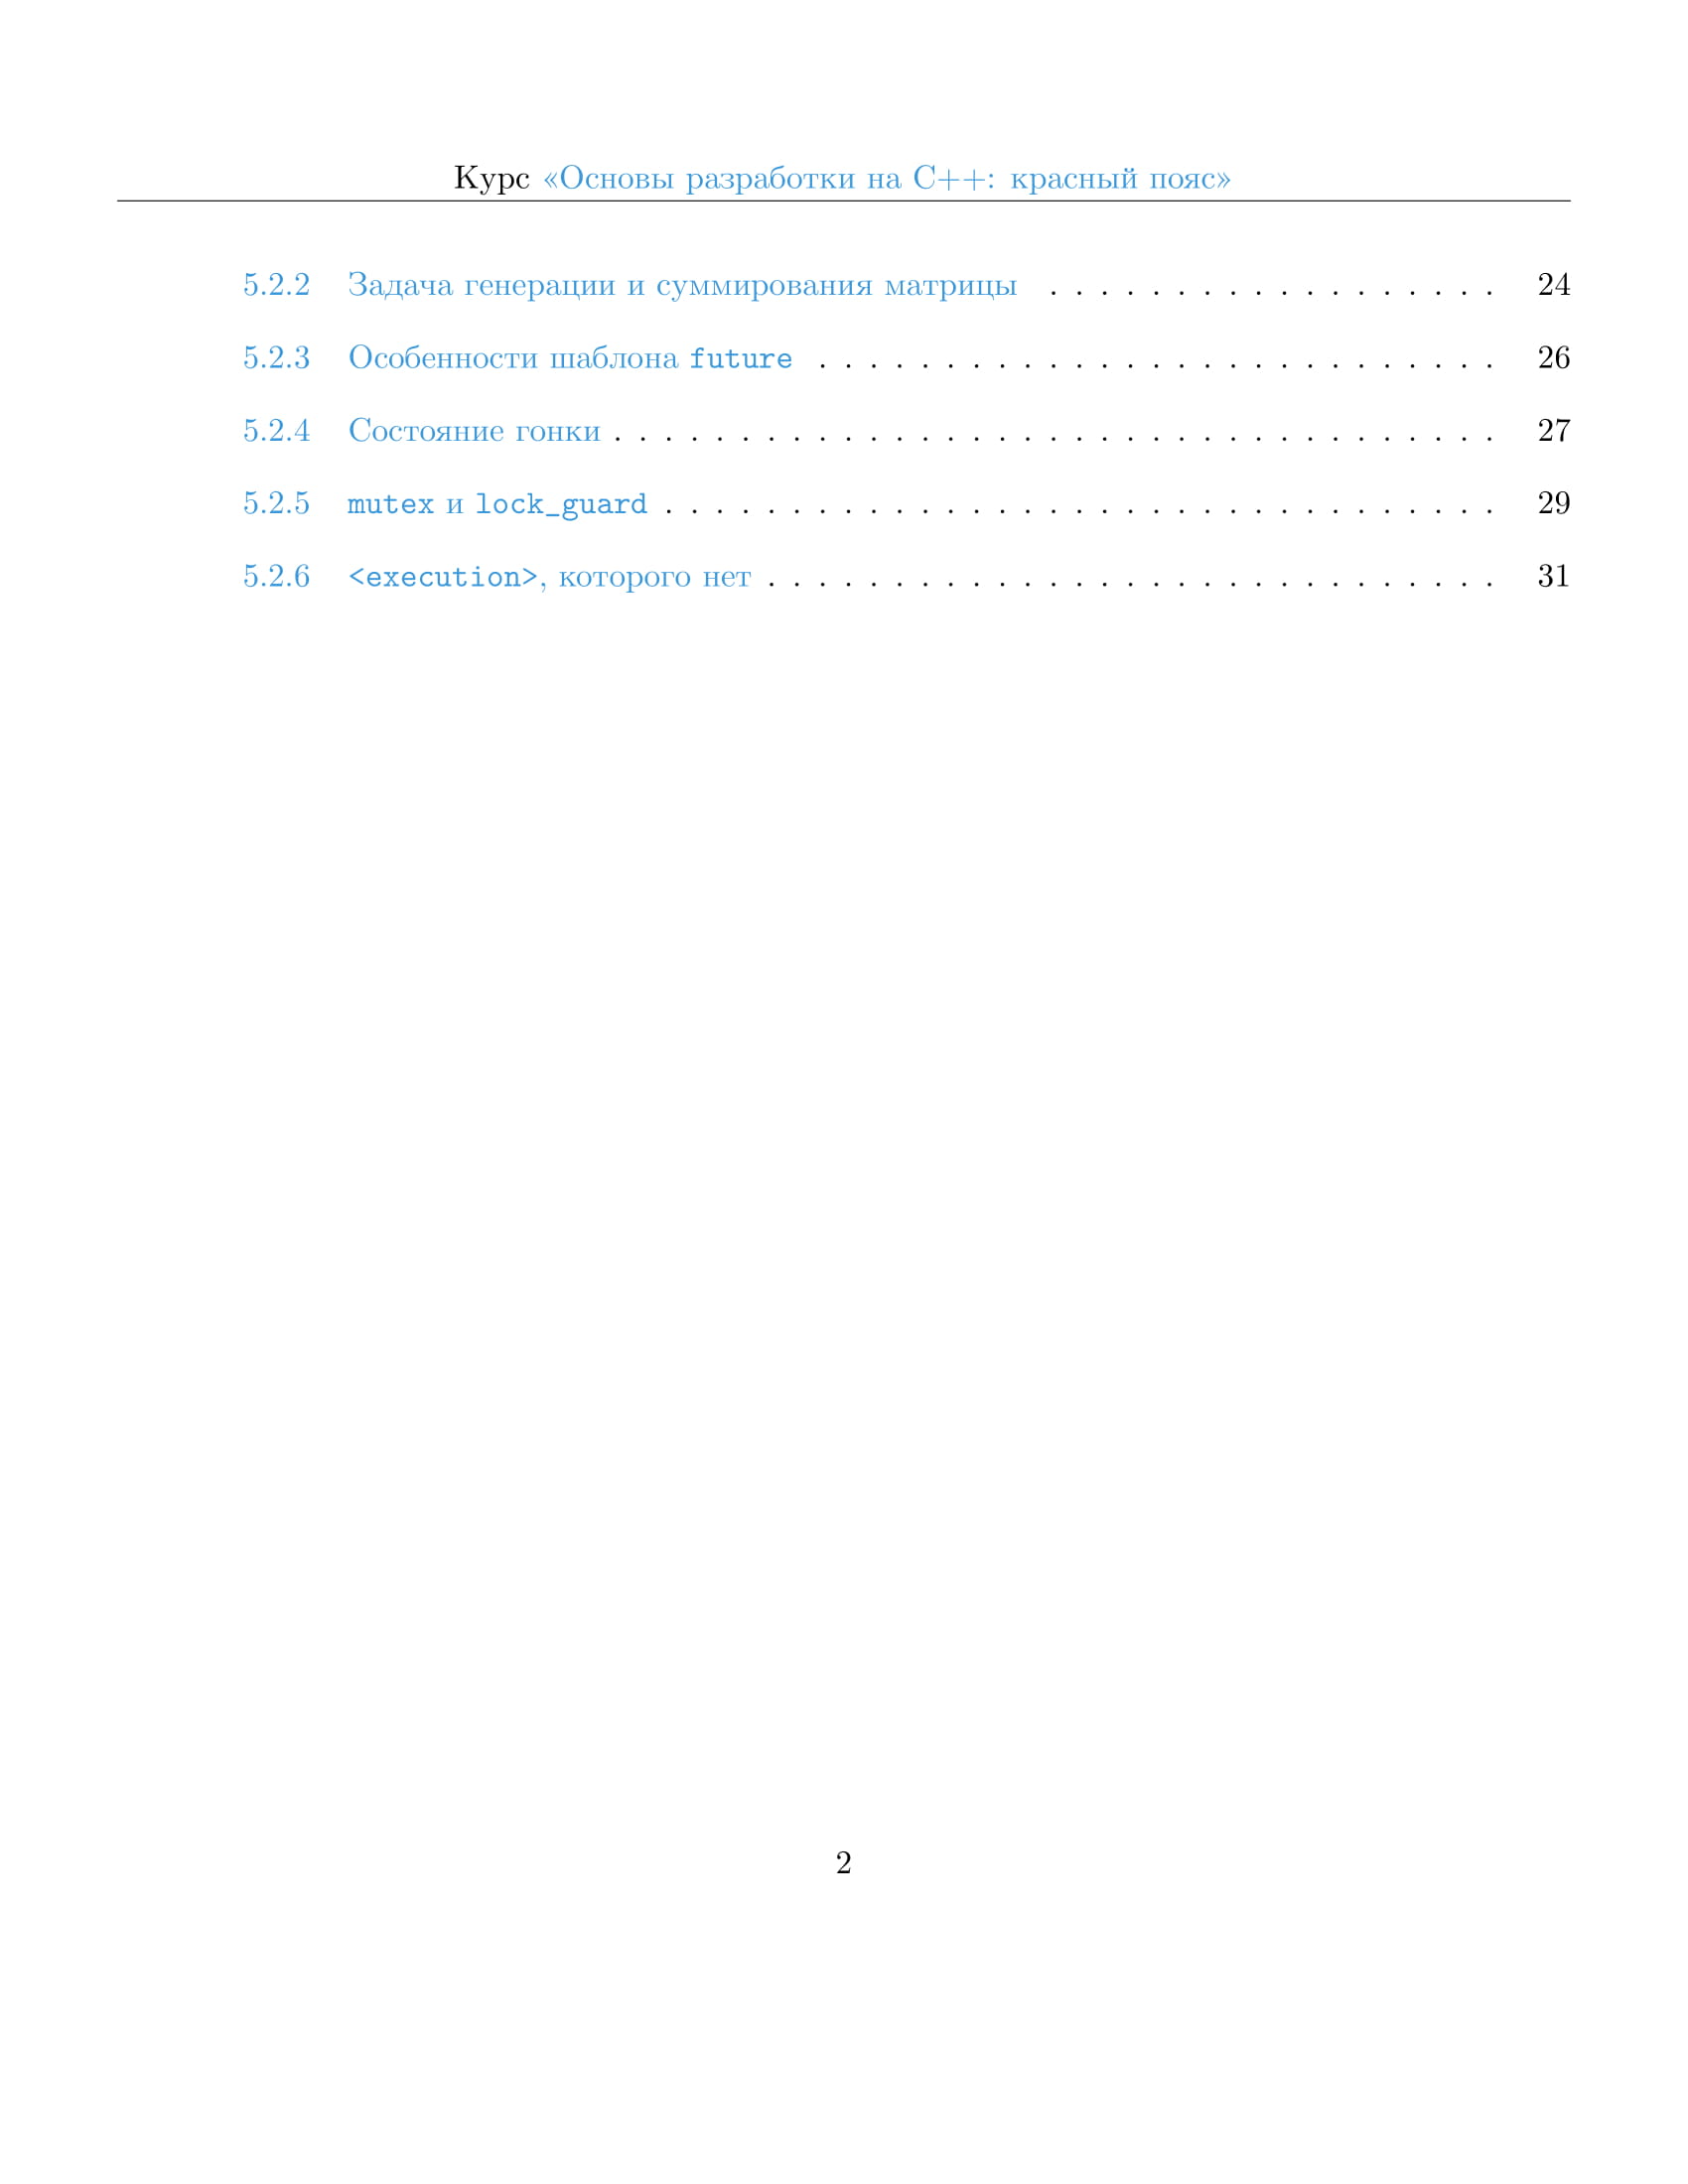 Курс «Основы разработки на C++: красный пояс»
5.2.2 Задача генерации и суммирования матрицы . . . . . . . . . . . . . . . . . . 24
5.2.3 Особенности шаблона future . . . . . . . . . . . . . . . . . . . . . . . . . . . 26
5.2.4 Состояние гонки . . . . . . . . . . . . . . . . . . . . . . . . . . . . . . . . . . . 27
5.2.5 mutex и lock_guard . . . . . . . . . . . . . . . . . . . . . . . . . . . . . . . . . 29
5.2.6 <execution>, которого нет . . . . . . . . . . . . . . . . . . . . . . . . . . . . . 31
2